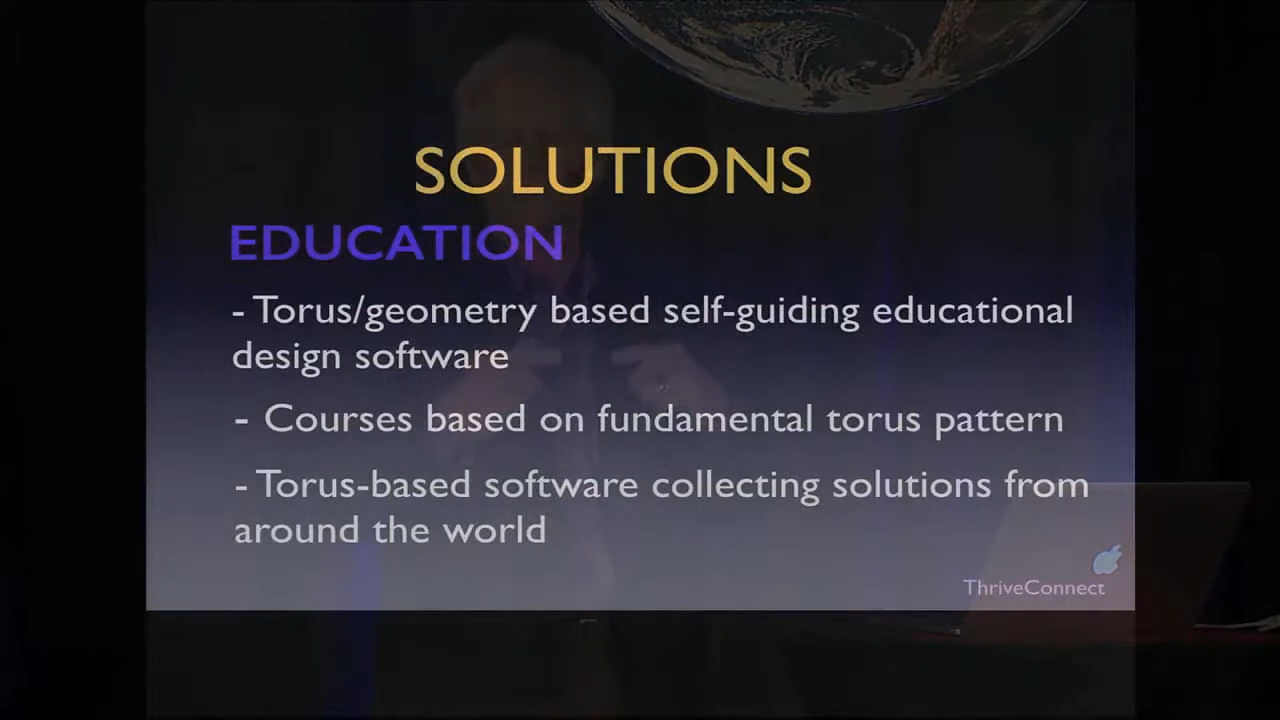 SOLUTIONS
EDUCATION
- Torus/geometry based self-guiding educational
design software
- Courses based on fundamental torus pattern
- Torus-based software collecting solutions from
around the world
ThriveConnect